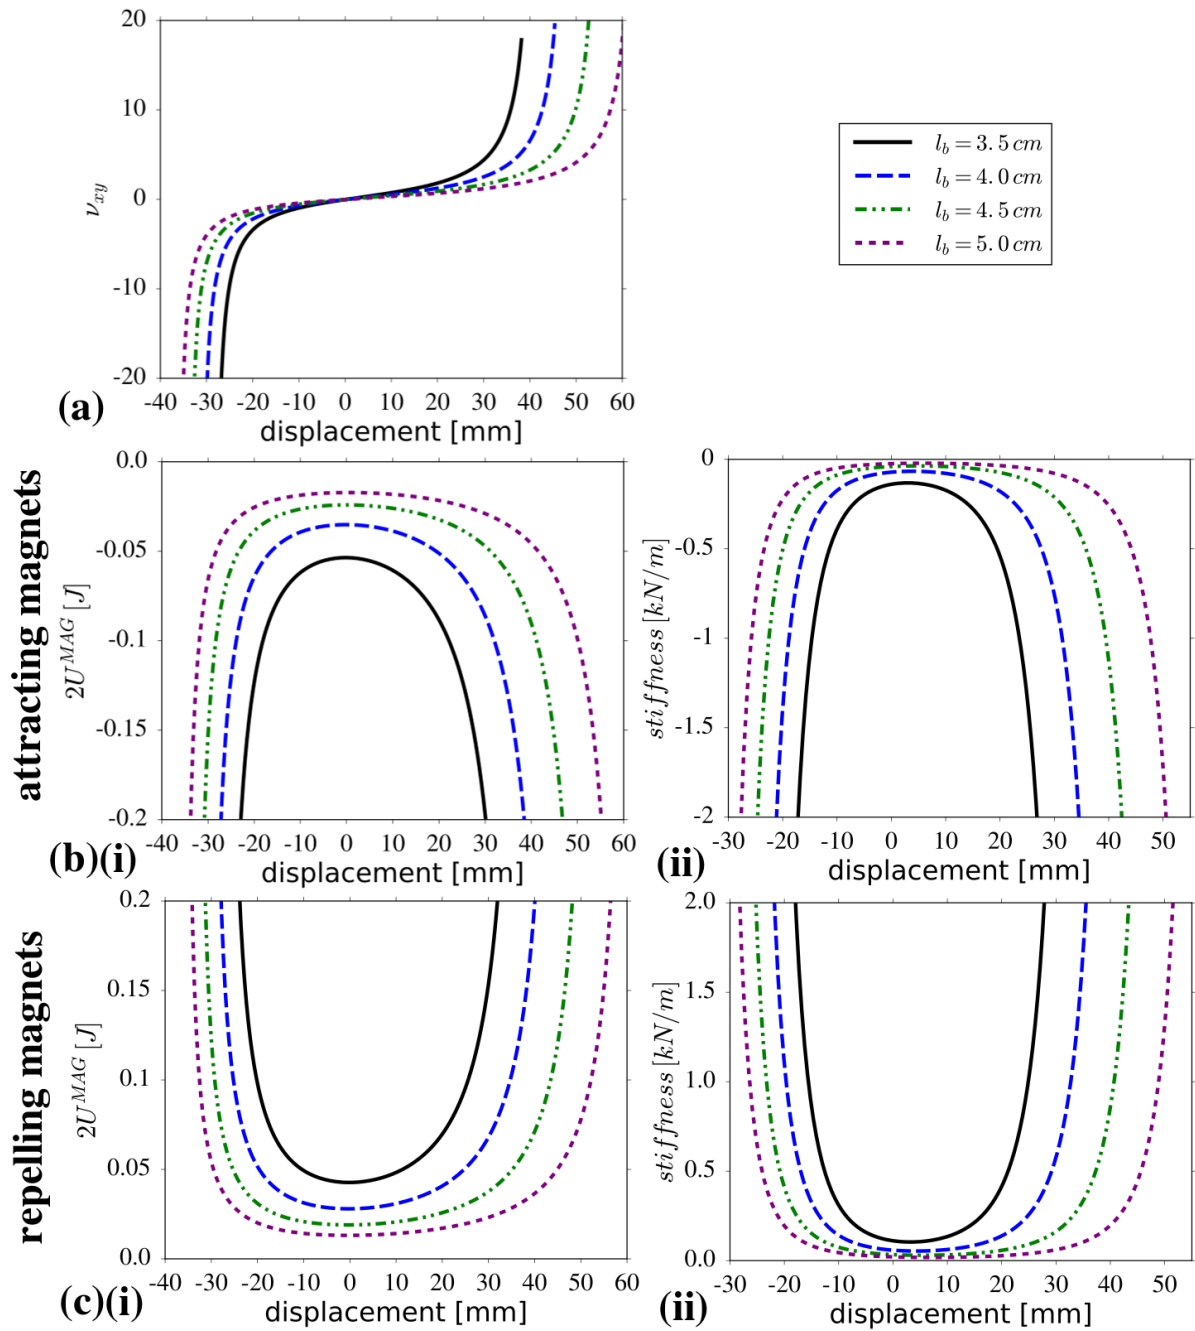 20
10
0
-10
-20
ν_xy
-40 -30 -20 -10 0 10 20 30 40 50 60
displacement [mm]
(a)
l_b = 3.5 cm
l_b = 4.0 cm
l_b = 4.5 cm
l_b = 5.0 cm
attracting magnets
0.0
-0.05
-0.1
-0.15
-0.2
2U^MAG [J]
-40 -30 -20 -10 0 10 20 30 40 50 60
displacement [mm]
(b)(i)
0
-0.5
-1
-1.5
-2
stiffness [kN/m]
-30 -20 -10 0 10 20 30 40 50
displacement [mm]
(ii)
repelling magnets
0.2
0.15
0.1
0.05
0.0
2U^MAG [J]
-40 -30 -20 -10 0 10 20 30 40 50 60
displacement [mm]
(c)(i)
2.0
1.5
1.0
0.5
0.0
stiffness [kN/m]
-30 -20 -10 0 10 20 30 40 50
displacement [mm]
(ii)